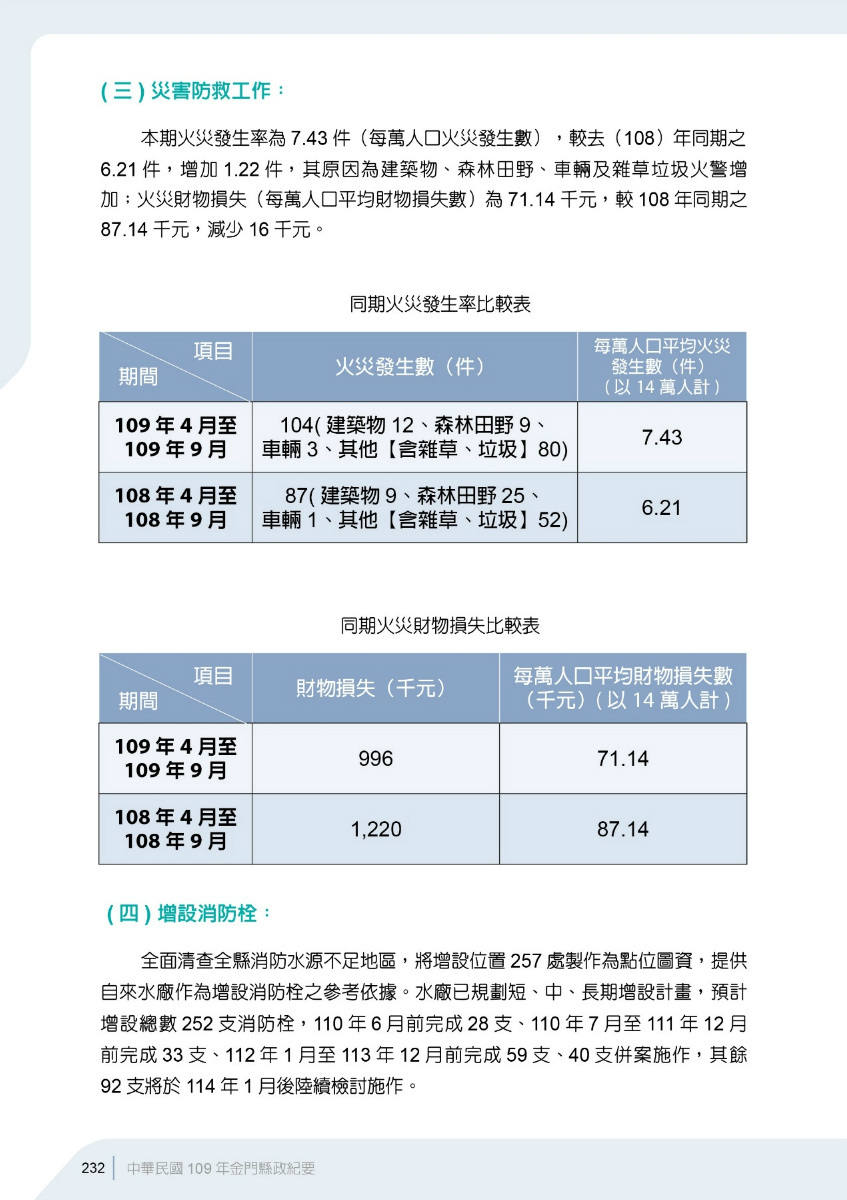 (三)災害防救工作：
本期火災發生率為 7.43 件（每萬人口火災發生數），較去（108）年同期之
6.21 件，增加 1.22 件，其原因為建築物、森林田野、車輛及雜草垃圾火警增
加；火災財物損失（每萬人口平均財物損失數）為 71.14 千元，較 108 年同期之
87.14 千元，減少 16 千元。
同期火災發生率比較表
項目
期間
火災發生數（件）
每萬人口平均火災
發生數（件）
(以 14 萬人計)
109 年 4 月至
109 年 9 月
104(建築物 12、森林田野 9、
車輛 3、其他【含雜草、垃圾】80)
7.43
108 年 4 月至
108 年 9 月
87(建築物 9、森林田野 25、
車輛 1、其他【含雜草、垃圾】52)
6.21
同期火災財物損失比較表
項目
期間
財物損失（千元）
每萬人口平均財物損失數
（千元）(以 14 萬人計)
109 年 4 月至
109 年 9 月
996
71.14
108 年 4 月至
108 年 9 月
1,220
87.14
(四)增設消防栓：
全面清查全縣消防水源不足地區，將增設位置 257 處製作為點位圖資，提供
自來水廠作為增設消防栓之參考依據。水廠已規劃短、中、長期增設計畫，預計
增設總數 252 支消防栓，110 年 6 月前完成 28 支、110 年 7 月至 111 年 12 月
前完成 33 支、112 年 1 月至 113 年 12 月前完成 59 支、40 支併案施作，其餘
92 支將於 114 年 1 月後陸續檢討施作。
232 中華民國 109 年金門縣政紀要